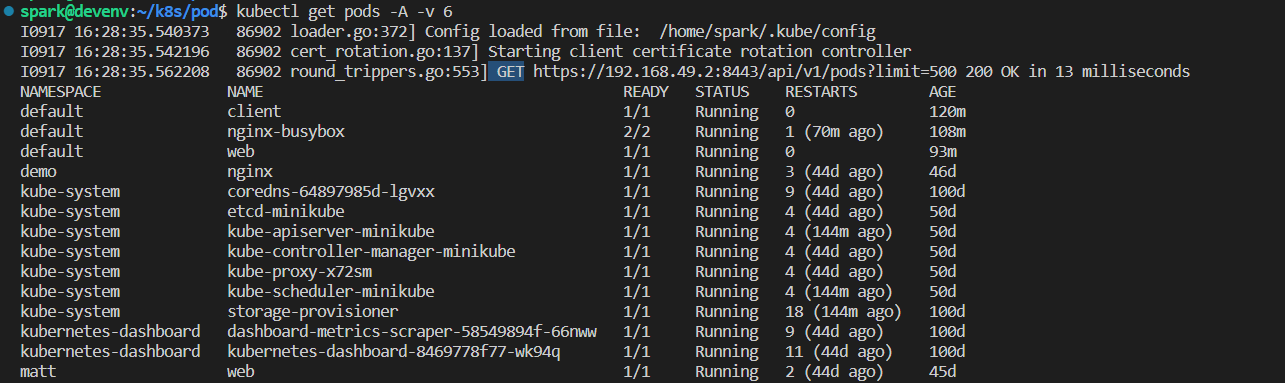 spark@devenv:~/k8s/pod$ kubectl get pods -A -v 6
I0917 16:28:35.540373   86902 loader.go:372] Config loaded from file:  /home/spark/.kube/config
I0917 16:28:35.542196   86902 cert_rotation.go:137] Starting client certificate rotation controller
I0917 16:28:35.562208   86902 round_trippers.go:553] GET https://192.168.49.2:8443/api/v1/pods?limit=500 200 OK in 13 milliseconds
NAMESPACE              NAME                                         READY   STATUS    RESTARTS        AGE
default                client                                       1/1     Running   0               120m
default                nginx-busybox                                2/2     Running   1 (70m ago)     108m
default                web                                          1/1     Running   0               93m
demo                   nginx                                        1/1     Running   3 (44d ago)     46d
kube-system            coredns-64897985d-lgvxx                      1/1     Running   9 (44d ago)     100d
kube-system            etcd-minikube                                1/1     Running   4 (44d ago)     50d
kube-system            kube-apiserver-minikube                      1/1     Running   4 (144m ago)    50d
kube-system            kube-controller-manager-minikube             1/1     Running   4 (44d ago)     50d
kube-system            kube-proxy-x72sm                             1/1     Running   4 (44d ago)     50d
kube-system            kube-scheduler-minikube                      1/1     Running   4 (144m ago)    50d
kube-system            storage-provisioner                          1/1     Running   18 (144m ago)   100d
kubernetes-dashboard   dashboard-metrics-scraper-58549894f-66nww    1/1     Running   9 (44d ago)     100d
kubernetes-dashboard   kubernetes-dashboard-8469778f77-wk94q        1/1     Running   11 (44d ago)    100d
matt                   web                                          1/1     Running   2 (44d ago)     45d